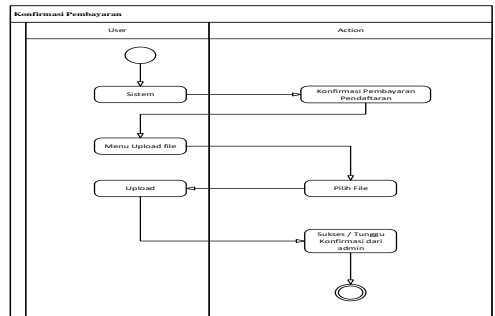 Konfirmasi Pembayaran
User
Action
Sistem
Konfirmasi Pembayaran
Pendaftaran
Menu Upload file
Pilih File
Upload
Sukses / Tunggu
Konfirmasi dari
admin